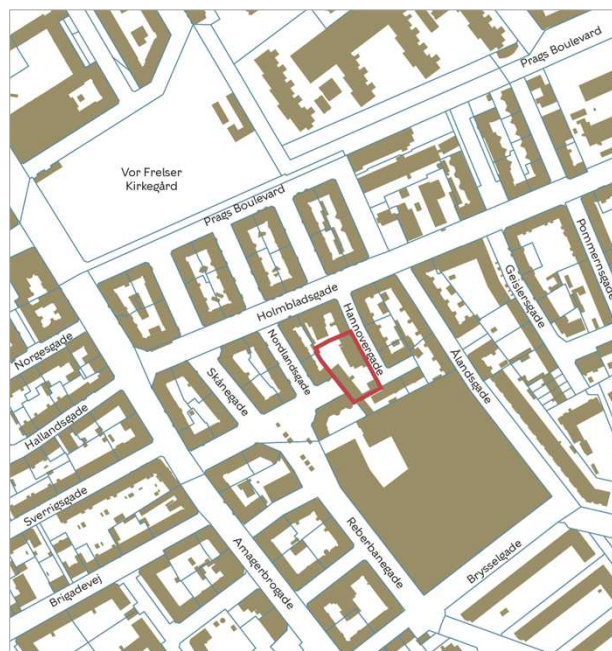 Prags Boulevard
Vor Frelser
Kirkegård
Prags Boulevard
Holmbladsgade
Hannovergade
Nordlandsgade
Skånegade
Ålandsgade
Geislersgade
Pommernsgade
Norgesgade
Hallandsgade
Sverrigsgade
Brigadevej
Amagerbrogade
Reberbanegade
Brysselgade